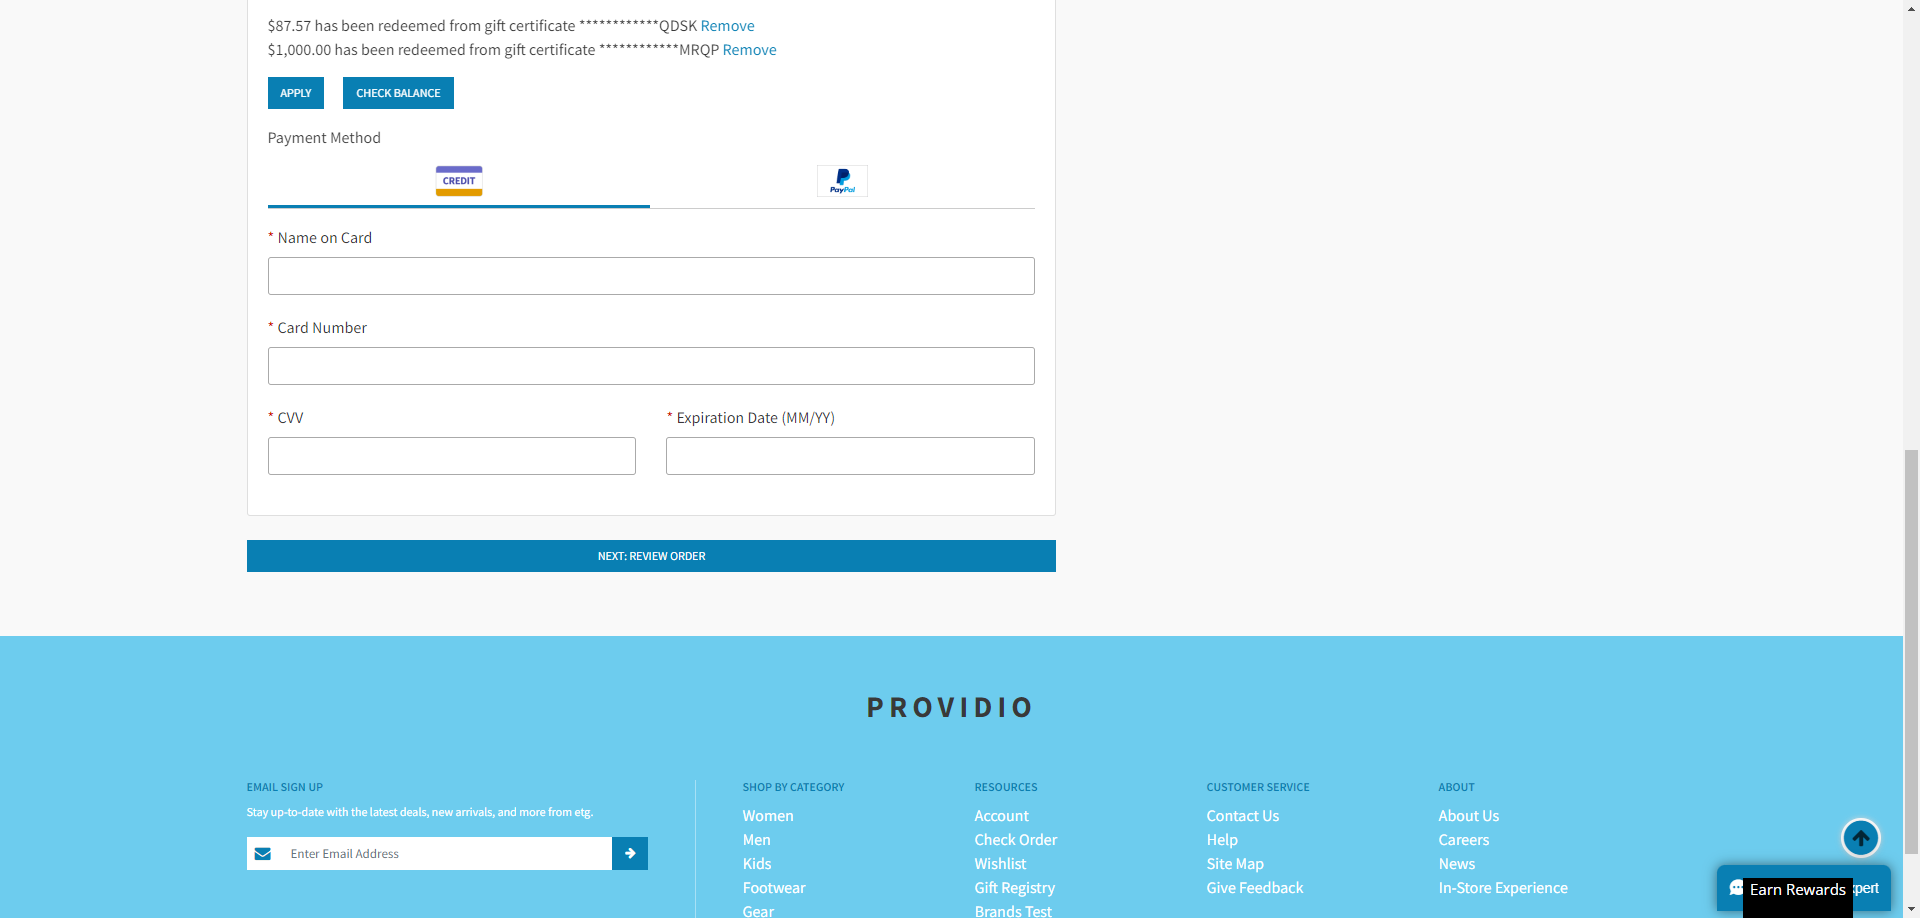 $87.57 has been redeemed from gift certificate ************QDSK Remove
$1,000.00 has been redeemed from gift certificate ************MRQP Remove
APPLY CHECK BALANCE
Payment Method
CREDIT PayPal
* Name on Card
* Card Number
* CVV * Expiration Date (MM/YY)
NEXT: REVIEW ORDER
PROVIDIO
EMAIL SIGN UP
Stay up-to-date with the latest deals, new arrivals, and more from etg.
Enter Email Address
SHOP BY CATEGORY
Women
Men
Kids
Footwear
Gear
RESOURCES
Account
Check Order
Wishlist
Gift Registry
Brands Test
CUSTOMER SERVICE
Contact Us
Help
Site Map
Give Feedback
ABOUT
About Us
Careers
News
In-Store Experience
Earn Rewards